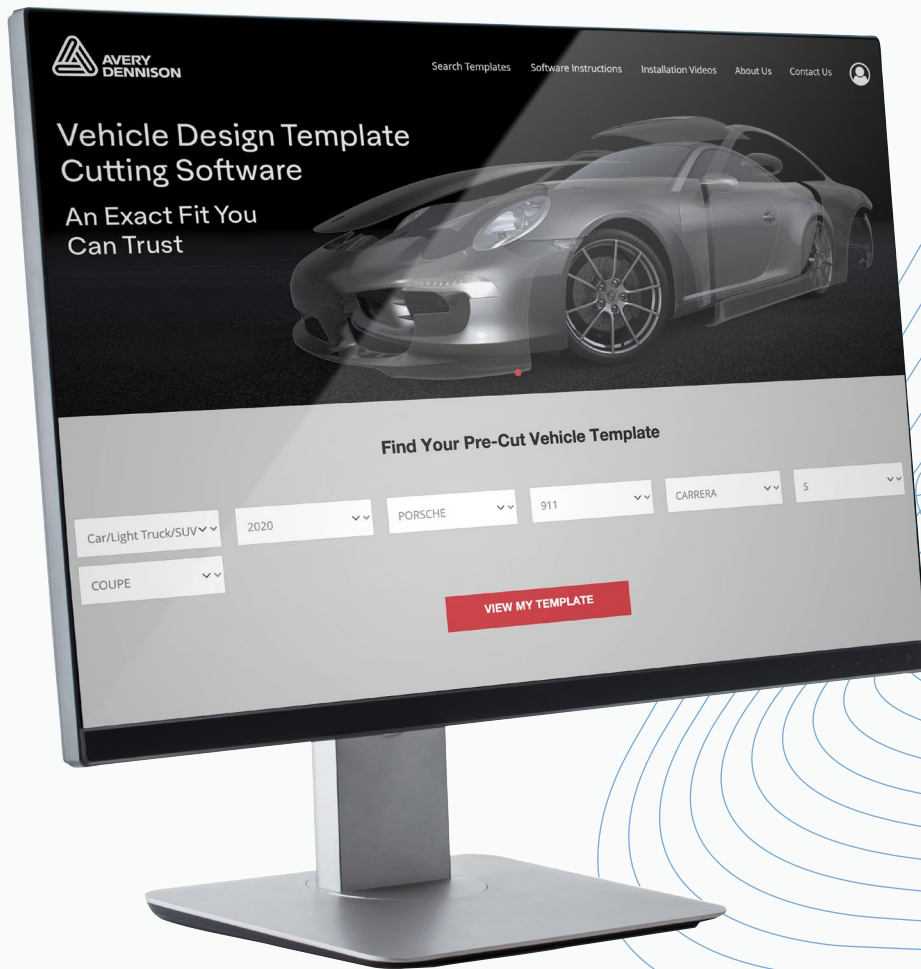 AVERY
DENNISON
Search Templates Software Instructions Installation Videos About Us Contact Us
Vehicle Design Template
Cutting Software
An Exact Fit You
Can Trust
Find Your Pre-Cut Vehicle Template
Car/Light Truck/SUV 2020 PORSCHE 911 CARRERA S
COUPE
VIEW MY TEMPLATE